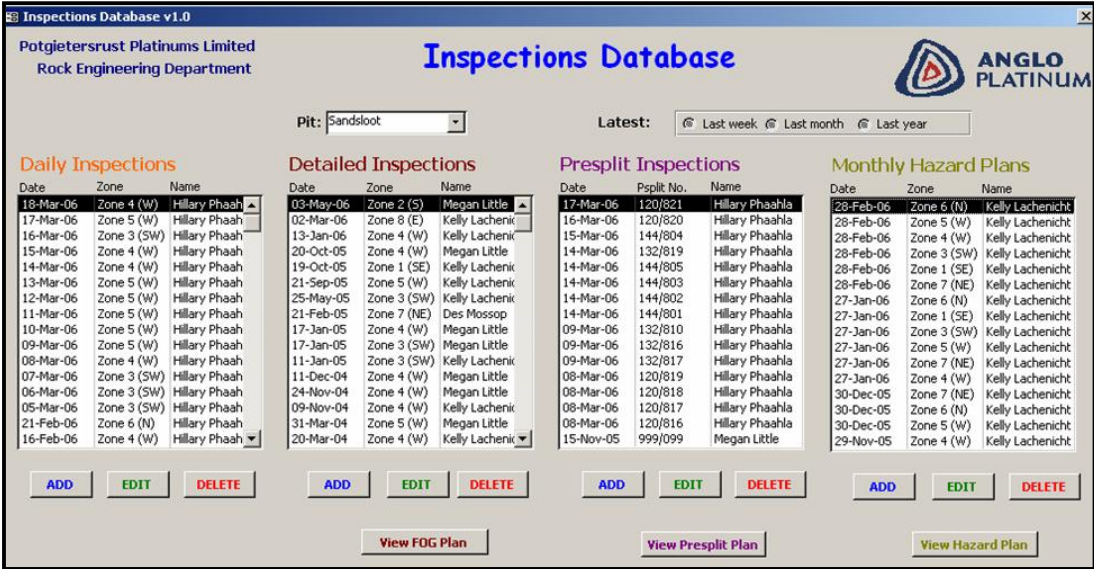 Inspections Database v1.0
Potgietersrust Platinums Limited
Rock Engineering Department
Inspections Database
ANGLO
PLATINUM
Pit: Sandsloot
Latest: Last week Last month Last year
Daily Inspections
Date Zone Name
18-Mar-06 Zone 4 (W) Hillary Phaah
17-Mar-06 Zone 5 (W) Hillary Phaah
16-Mar-06 Zone 3 (SW) Hillary Phaah
15-Mar-06 Zone 4 (W) Hillary Phaah
14-Mar-06 Zone 4 (W) Hillary Phaah
13-Mar-06 Zone 5 (W) Hillary Phaah
12-Mar-06 Zone 5 (W) Hillary Phaah
11-Mar-06 Zone 5 (W) Hillary Phaah
10-Mar-06 Zone 5 (W) Hillary Phaah
09-Mar-06 Zone 5 (W) Hillary Phaah
08-Mar-06 Zone 4 (W) Hillary Phaah
07-Mar-06 Zone 3 (SW) Hillary Phaah
06-Mar-06 Zone 3 (SW) Hillary Phaah
05-Mar-06 Zone 3 (SW) Hillary Phaah
21-Feb-06 Zone 6 (N) Hillary Phaah
16-Feb-06 Zone 4 (W) Hillary Phaah
ADD EDIT DELETE
Detailed Inspections
Date Zone Name
03-May-06 Zone 2 (S) Megan Little
02-Mar-06 Zone 8 (E) Kelly Lachenic
13-Jan-06 Zone 4 (W) Kelly Lachenic
20-Oct-05 Zone 4 (W) Megan Little
19-Oct-05 Zone 1 (SE) Kelly Lachenic
21-Sep-05 Zone 5 (W) Kelly Lachenic
25-May-05 Zone 3 (SW) Kelly Lachenic
21-Feb-05 Zone 7 (NE) Des Mossop
17-Jan-05 Zone 4 (W) Megan Little
17-Jan-05 Zone 3 (SW) Megan Little
11-Jan-05 Zone 3 (SW) Kelly Lachenic
11-Dec-04 Zone 4 (W) Megan Little
24-Nov-04 Zone 4 (W) Megan Little
09-Nov-04 Zone 4 (W) Kelly Lachenic
31-Mar-04 Zone 5 (W) Megan Little
20-Mar-04 Zone 4 (W) Kelly Lachenic
ADD EDIT DELETE
View FOG Plan
Presplit Inspections
Date Psplit No. Name
17-Mar-06 120/821 Hillary Phaahla
16-Mar-06 120/820 Hillary Phaahla
15-Mar-06 144/804 Hillary Phaahla
14-Mar-06 132/819 Hillary Phaahla
14-Mar-06 144/805 Hillary Phaahla
14-Mar-06 144/803 Hillary Phaahla
14-Mar-06 144/802 Hillary Phaahla
14-Mar-06 144/801 Hillary Phaahla
09-Mar-06 132/810 Hillary Phaahla
09-Mar-06 132/816 Hillary Phaahla
09-Mar-06 132/817 Hillary Phaahla
08-Mar-06 120/819 Hillary Phaahla
08-Mar-06 120/818 Hillary Phaahla
08-Mar-06 120/817 Hillary Phaahla
08-Mar-06 120/816 Hillary Phaahla
15-Nov-05 999/099 Megan Little
ADD EDIT DELETE
View Presplit Plan
Monthly Hazard Plans
Date Zone Name
28-Feb-06 Zone 6 (N) Kelly Lachenicht
28-Feb-06 Zone 5 (W) Kelly Lachenicht
28-Feb-06 Zone 4 (W) Kelly Lachenicht
28-Feb-06 Zone 3 (SW) Kelly Lachenicht
28-Feb-06 Zone 1 (SE) Kelly Lachenicht
28-Feb-06 Zone 7 (NE) Kelly Lachenicht
27-Jan-06 Zone 6 (N) Kelly Lachenicht
27-Jan-06 Zone 1 (SE) Kelly Lachenicht
27-Jan-06 Zone 3 (SW) Kelly Lachenicht
27-Jan-06 Zone 5 (W) Kelly Lachenicht
27-Jan-06 Zone 7 (NE) Kelly Lachenicht
27-Jan-06 Zone 4 (W) Kelly Lachenicht
30-Dec-05 Zone 7 (NE) Kelly Lachenicht
30-Dec-05 Zone 6 (N) Kelly Lachenicht
30-Dec-05 Zone 5 (W) Kelly Lachenicht
29-Nov-05 Zone 4 (W) Kelly Lachenicht
ADD EDIT DELETE
View Hazard Plan